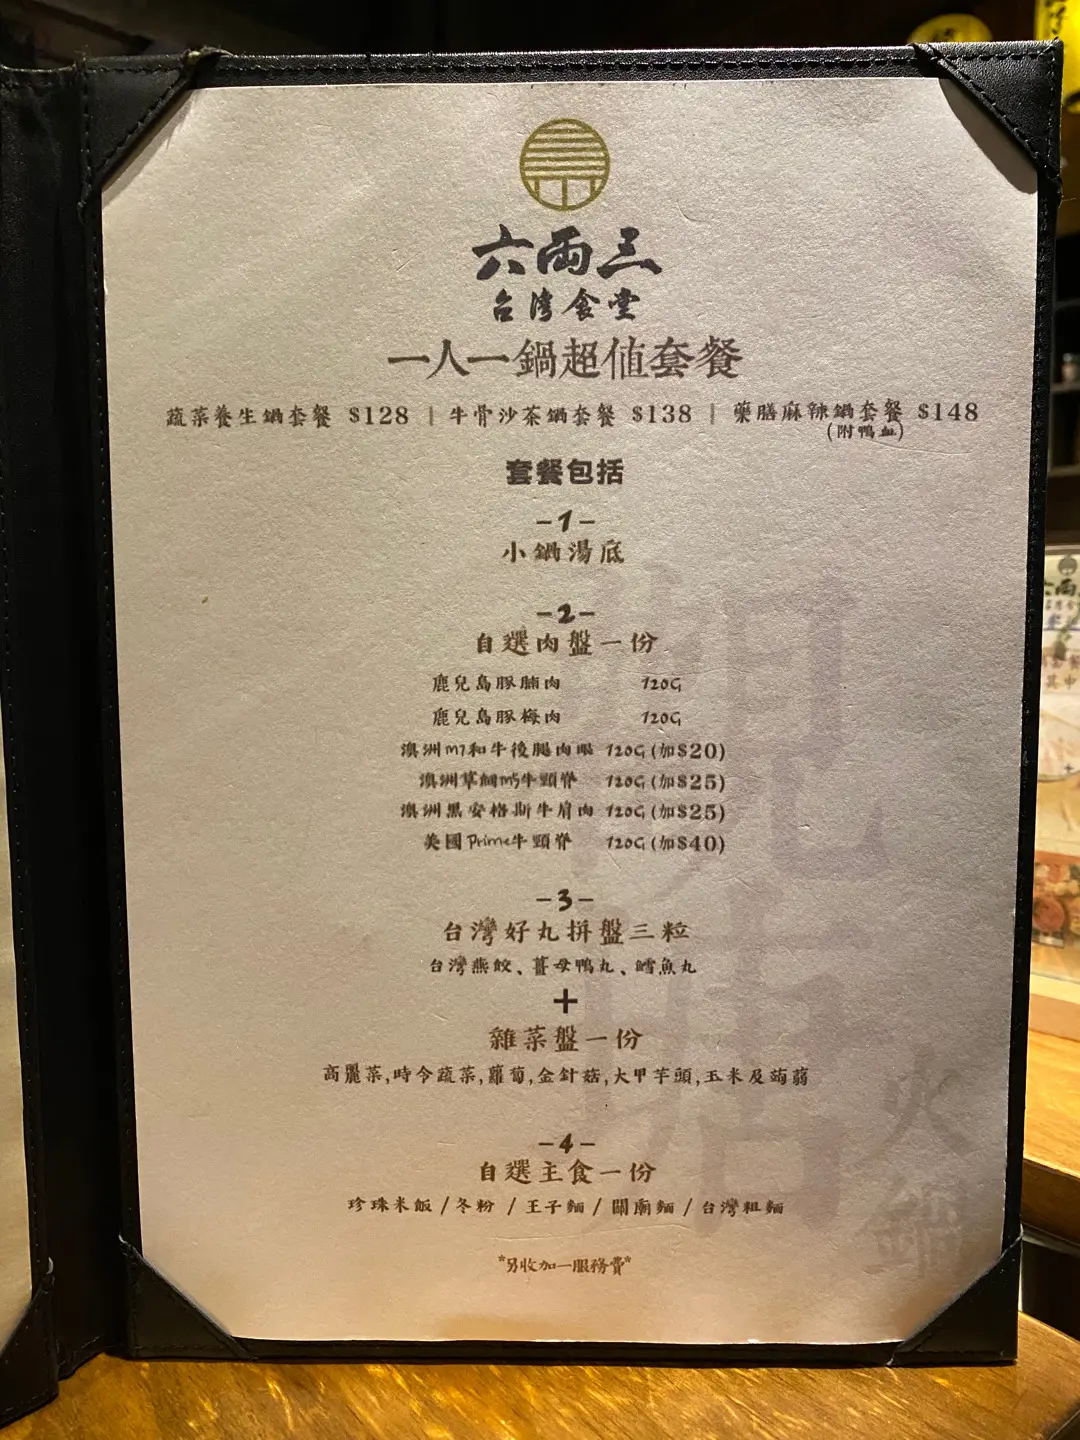 六兩三
台灣食堂
一人一鍋超值套餐
蔬菜養生鍋套餐 $128 | 牛骨沙茶鍋套餐 $138 | 藥膳麻辣鍋套餐 $148
(附鴨血)
套餐包括
-1-
小鍋湯底
-2-
自選肉盤一份
鹿兒島豚腩肉 120G
鹿兒島豚梅肉 120G
澳洲M7和牛後腿肉眼 120G (加$20)
澳洲草飼M5牛頸脊 120G (加$25)
澳洲黑安格斯牛肩肉 120G (加$25)
美國Prime牛頸脊 120G (加$40)
-3-
台灣好丸拼盤三粒
台灣燕餃、薑母鴨丸、鱈魚丸
+
雜菜盤一份
高麗菜,時令蔬菜,蘿蔔,金針菇,大甲芋頭,玉米及蒟蒻
-4-
自選主食一份
珍珠米飯 / 冬粉 / 王子麵 / 關廟麵 / 台灣粗麵
*另收加一服務費*
火鍋